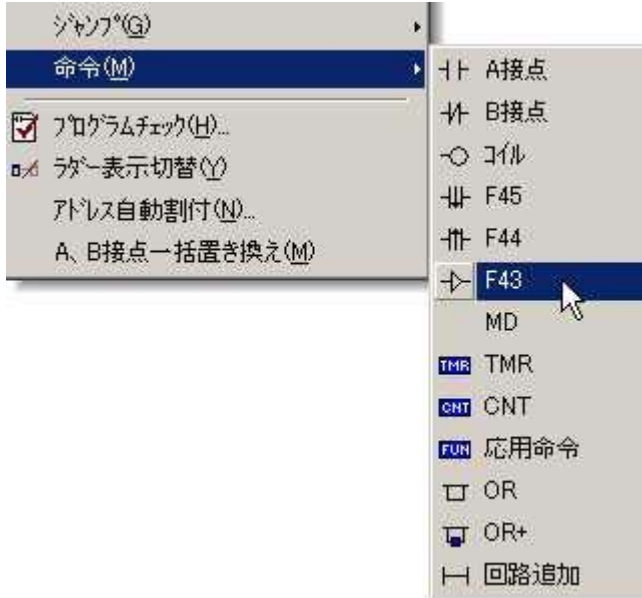 ｼﾞｬﾝﾌﾟ(G)
命令(M)
ﾌﾟﾛｸﾞﾗﾑﾁｪｯｸ(H)...
ﾗﾀﾞｰ表示切替(Y)
ｱﾄﾞﾚｽ自動割付(N)...
A、B接点一括置き換え(M)
A接点
B接点
ｺｲﾙ
F45
F44
F43
MD
TMR TMR
CNT CNT
FUN 応用命令
OR
OR+
回路追加